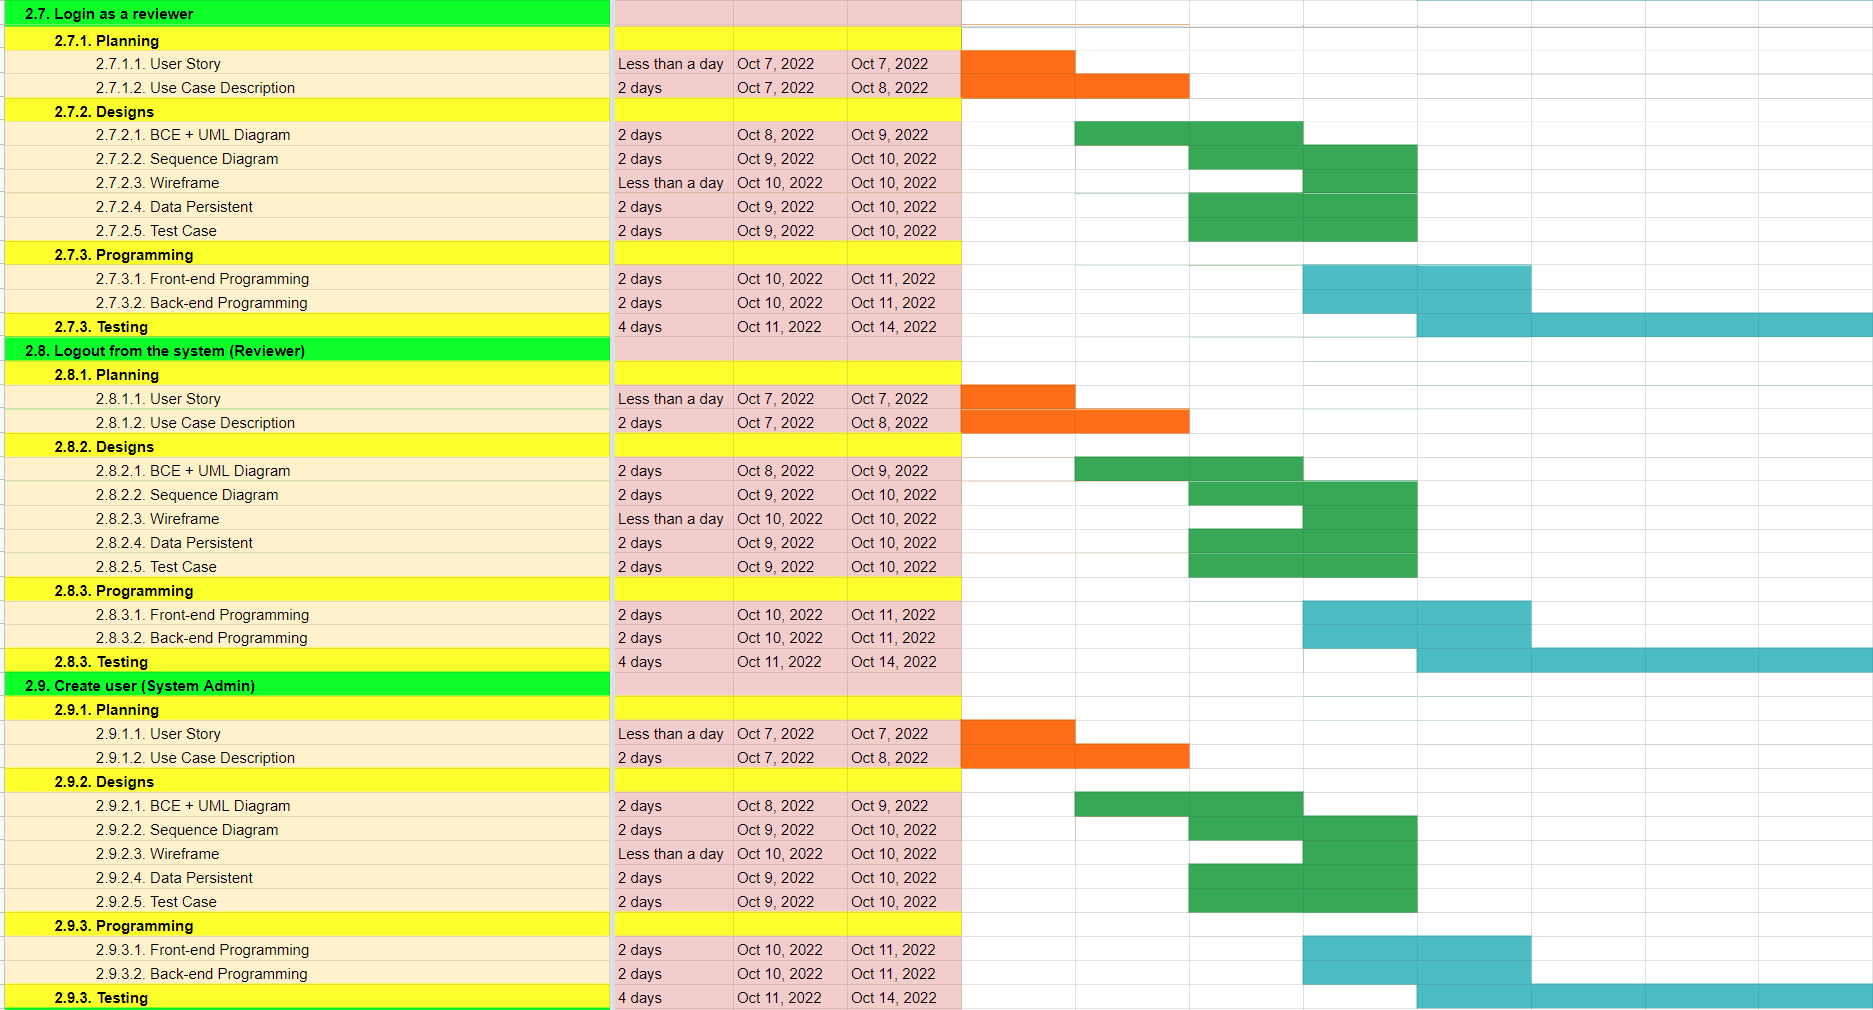 2.7. Login as a reviewer
2.7.1. Planning
2.7.1.1. User Story Less than a day Oct 7, 2022 Oct 7, 2022
2.7.1.2. Use Case Description 2 days Oct 7, 2022 Oct 8, 2022
2.7.2. Designs
2.7.2.1. BCE + UML Diagram 2 days Oct 8, 2022 Oct 9, 2022
2.7.2.2. Sequence Diagram 2 days Oct 9, 2022 Oct 10, 2022
2.7.2.3. Wireframe Less than a day Oct 10, 2022 Oct 10, 2022
2.7.2.4. Data Persistent 2 days Oct 9, 2022 Oct 10, 2022
2.7.2.5. Test Case 2 days Oct 9, 2022 Oct 10, 2022
2.7.3. Programming
2.7.3.1. Front-end Programming 2 days Oct 10, 2022 Oct 11, 2022
2.7.3.2. Back-end Programming 2 days Oct 10, 2022 Oct 11, 2022
2.7.3. Testing 4 days Oct 11, 2022 Oct 14, 2022
2.8. Logout from the system (Reviewer)
2.8.1. Planning
2.8.1.1. User Story Less than a day Oct 7, 2022 Oct 7, 2022
2.8.1.2. Use Case Description 2 days Oct 7, 2022 Oct 8, 2022
2.8.2. Designs
2.8.2.1. BCE + UML Diagram 2 days Oct 8, 2022 Oct 9, 2022
2.8.2.2. Sequence Diagram 2 days Oct 9, 2022 Oct 10, 2022
2.8.2.3. Wireframe Less than a day Oct 10, 2022 Oct 10, 2022
2.8.2.4. Data Persistent 2 days Oct 9, 2022 Oct 10, 2022
2.8.2.5. Test Case 2 days Oct 9, 2022 Oct 10, 2022
2.8.3. Programming
2.8.3.1. Front-end Programming 2 days Oct 10, 2022 Oct 11, 2022
2.8.3.2. Back-end Programming 2 days Oct 10, 2022 Oct 11, 2022
2.8.3. Testing 4 days Oct 11, 2022 Oct 14, 2022
2.9. Create user (System Admin)
2.9.1. Planning
2.9.1.1. User Story Less than a day Oct 7, 2022 Oct 7, 2022
2.9.1.2. Use Case Description 2 days Oct 7, 2022 Oct 8, 2022
2.9.2. Designs
2.9.2.1. BCE + UML Diagram 2 days Oct 8, 2022 Oct 9, 2022
2.9.2.2. Sequence Diagram 2 days Oct 9, 2022 Oct 10, 2022
2.9.2.3. Wireframe Less than a day Oct 10, 2022 Oct 10, 2022
2.9.2.4. Data Persistent 2 days Oct 9, 2022 Oct 10, 2022
2.9.2.5. Test Case 2 days Oct 9, 2022 Oct 10, 2022
2.9.3. Programming
2.9.3.1. Front-end Programming 2 days Oct 10, 2022 Oct 11, 2022
2.9.3.2. Back-end Programming 2 days Oct 10, 2022 Oct 11, 2022
2.9.3. Testing 4 days Oct 11, 2022 Oct 14, 2022